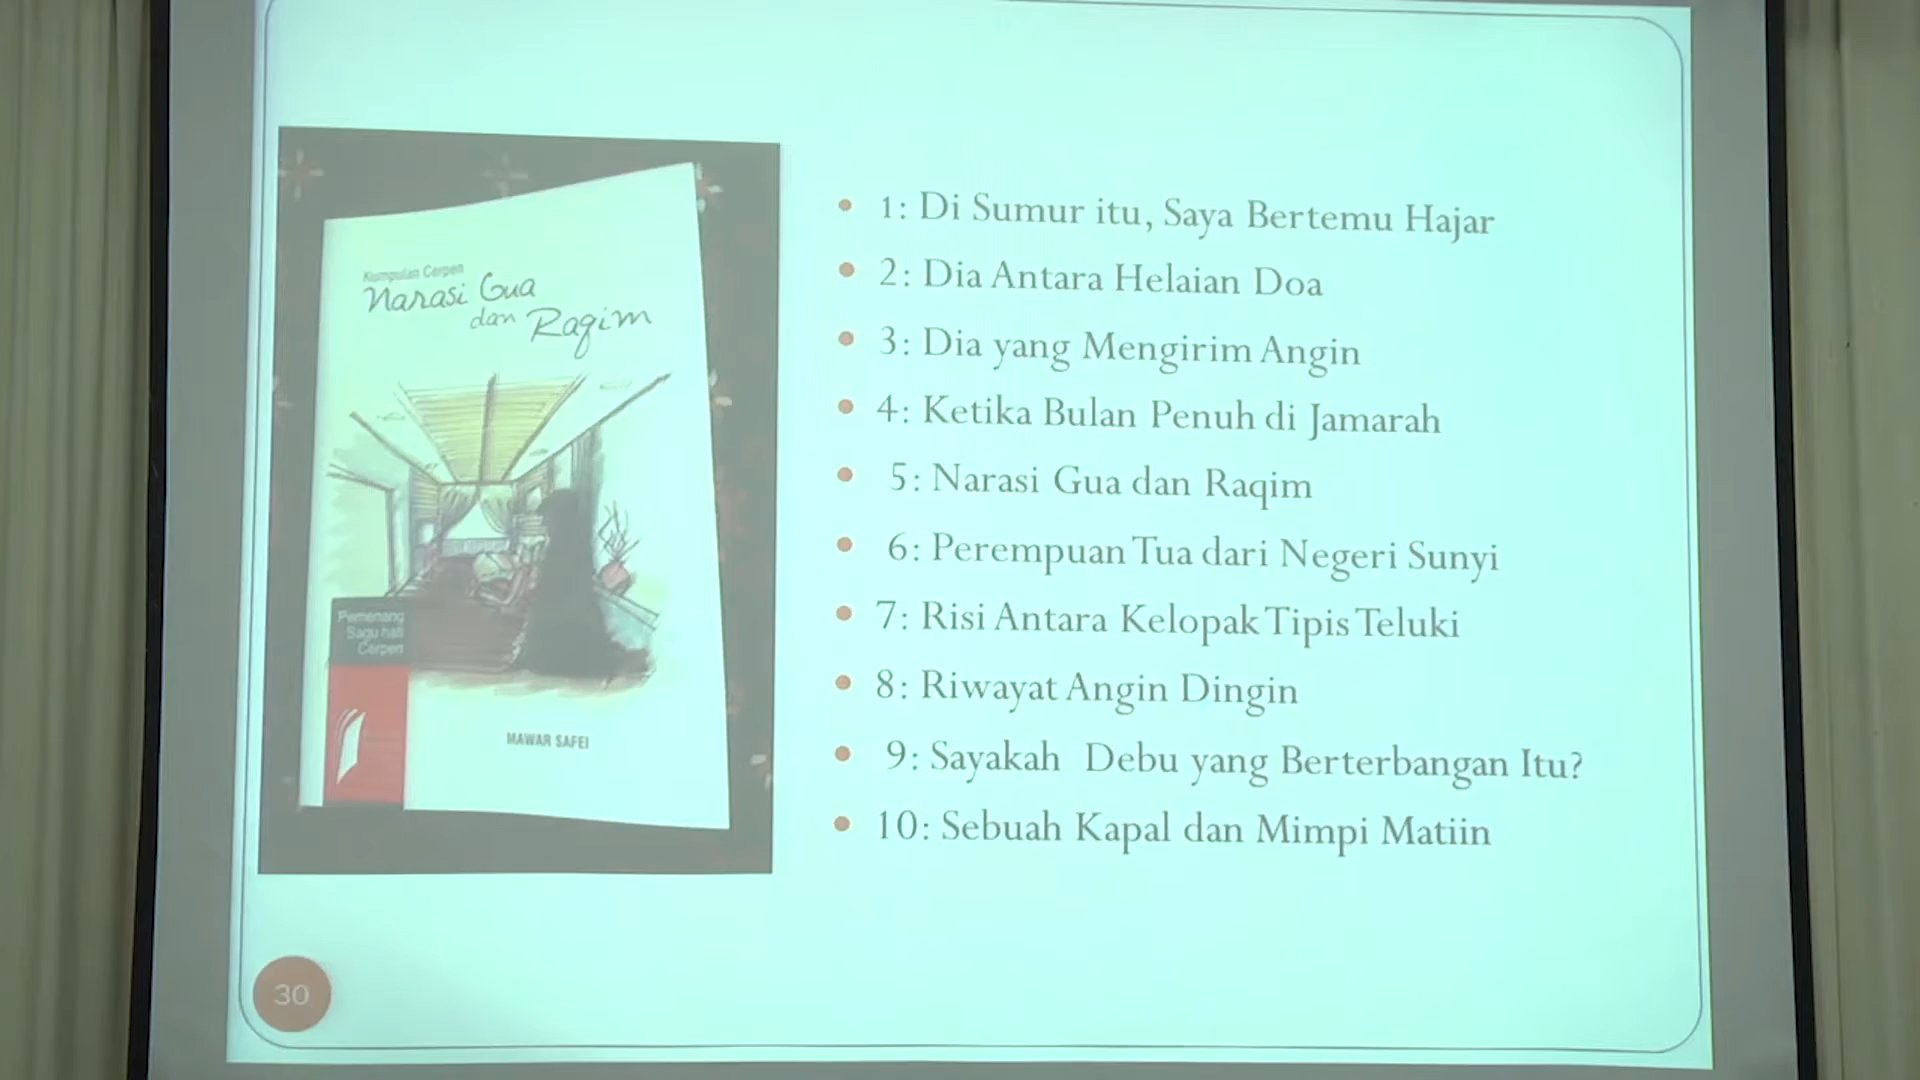 Kumpulan Cerpen
Narasi Gua
dan Raqim
Pemenang
Sagu hati
Cerpen
MAWAR SAFEI
1: Di Sumur itu, Saya Bertemu Hajar
2: Dia Antara Helaian Doa
3: Dia yang Mengirim Angin
4: Ketika Bulan Penuh di Jamarah
5: Narasi Gua dan Raqim
6: Perempuan Tua dari Negeri Sunyi
7: Risi Antara Kelopak Tipis Teluki
8: Riwayat Angin Dingin
9: Sayakah Debu yang Berterbangan Itu?
10: Sebuah Kapal dan Mimpi Matiin
30